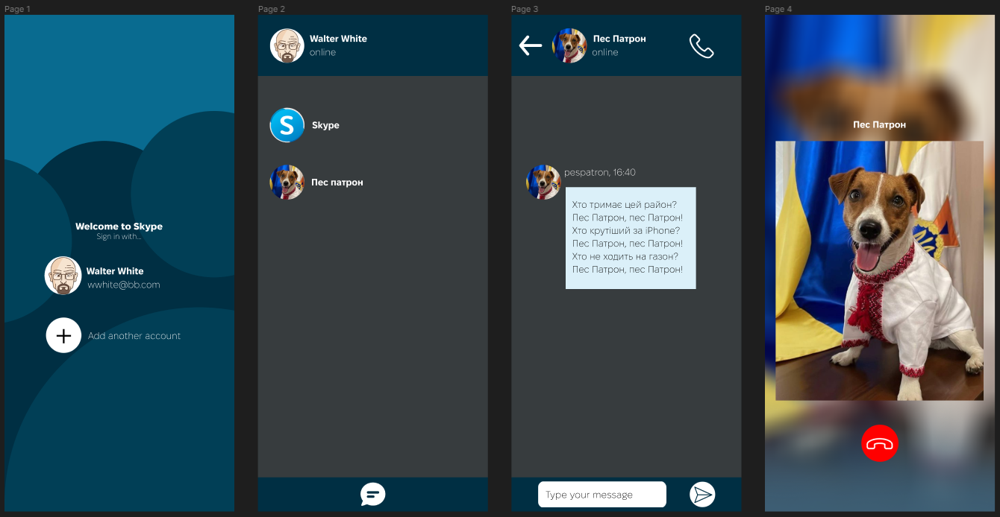 Page 1
Welcome to Skype
Sign in with...
Walter White
wwhite@bb.com
Add another account
Page 2
Walter White
online
S
Skype
Пес патрон
Page 3
Пес Патрон
online
pespatron, 16:40
Хто тримає цей район?
Пес Патрон, пес Патрон!
Хто крутіший за iPhone?
Пес Патрон, пес Патрон!
Хто не ходить на газон?
Пес Патрон, пес Патрон!
Type your message
Page 4
Пес Патрон